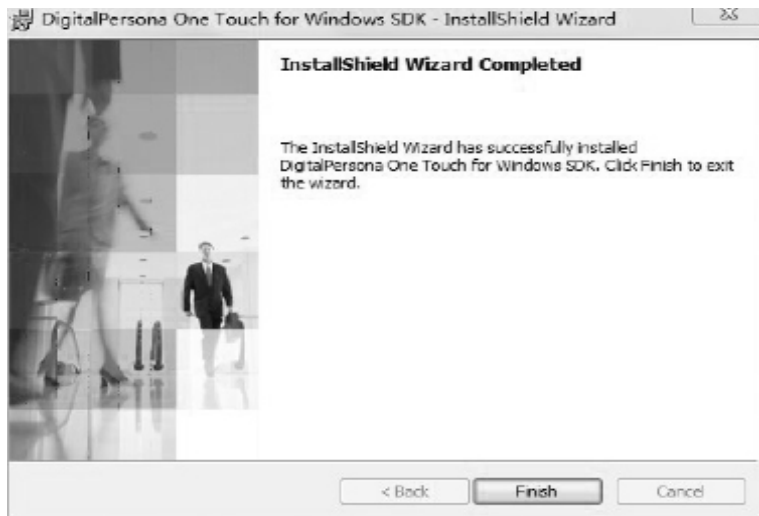 DigitalPersona One Touch for Windows SDK - InstallShield Wizard
InstallShield Wizard Completed
The InstallShield Wizard has successfully installed
DigitalPersona One Touch for Windows SDK. Click Finish to exit
the wizard.
< Back Finish Cancel